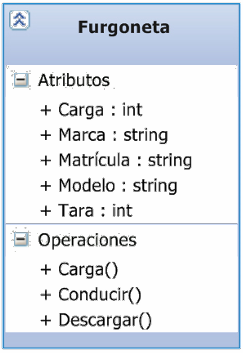 Furgoneta
Atributos
+ Carga : int
+ Marca : string
+ Matrícula : string
+ Modelo : string
+ Tara : int
Operaciones
+ Carga()
+ Conducir()
+ Descargar()